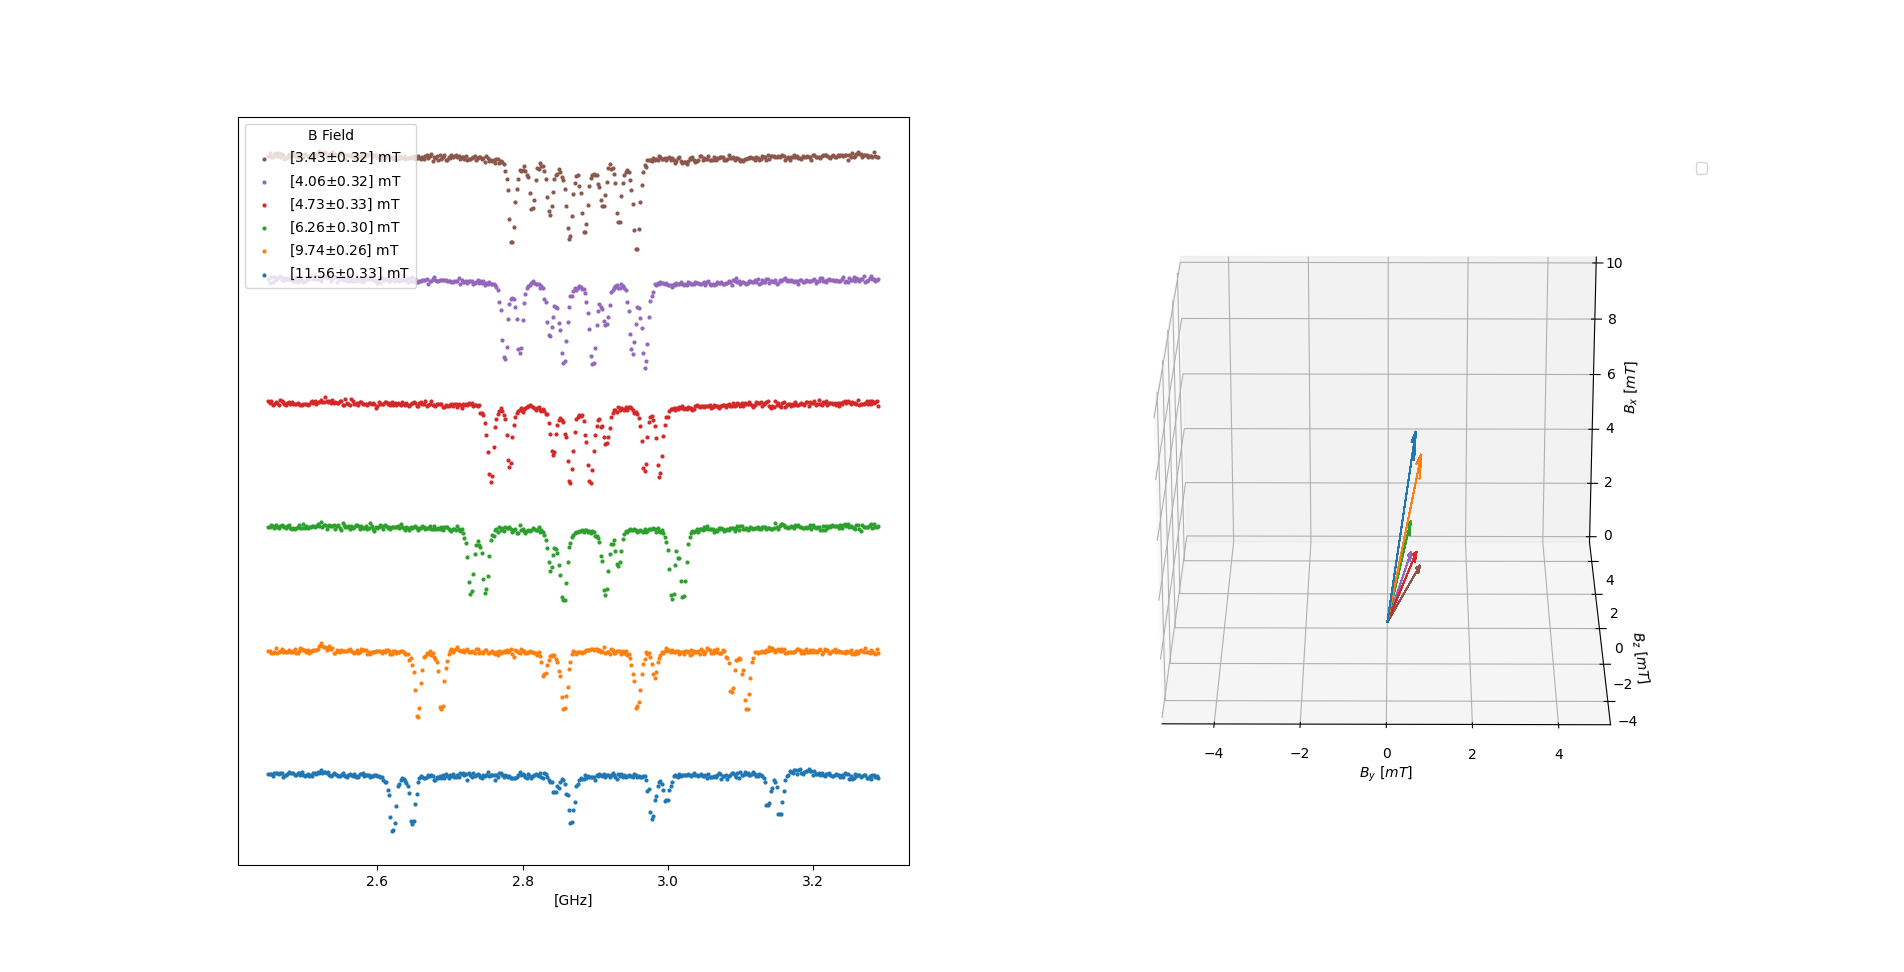 B Field
[3.43±0.32] mT
[4.06±0.32] mT
[4.73±0.33] mT
[6.26±0.30] mT
[9.74±0.26] mT
[11.56±0.33] mT
2.6 2.8 3.0 3.2
[GHz]
10
8
6
4
2
0
Bx [mT]
4
2
0
−2
−4
Bz [mT]
−4 −2 0 2 4
By [mT]